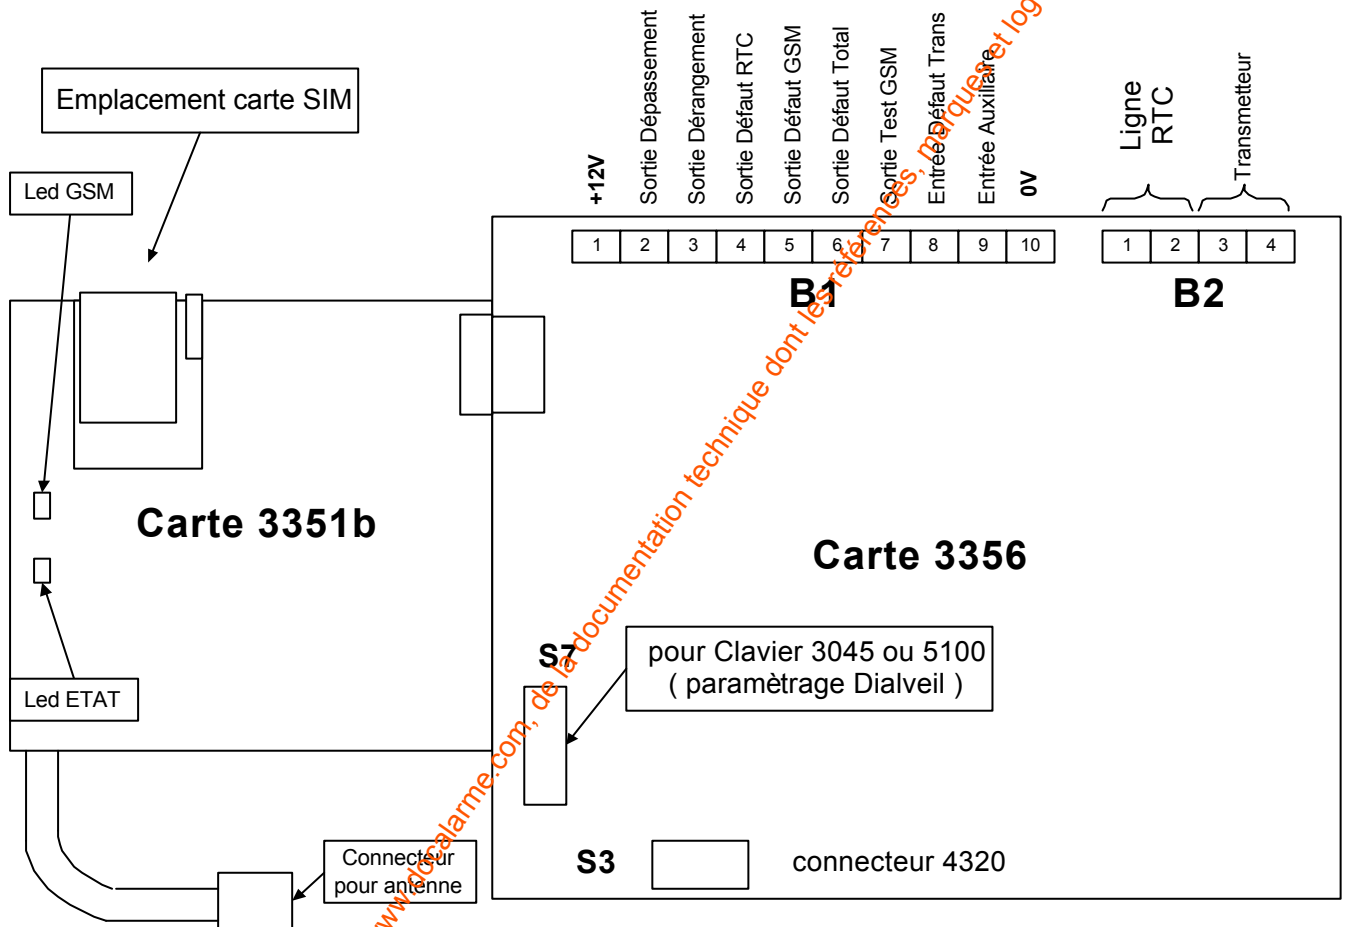 Emplacement carte SIM
Led GSM
+12V
Sortie Dépassement
Sortie Dérangement
Sortie Défaut RTC
Sortie Défaut GSM
Sortie Défaut Total
Sortie Test GSM
Entrée Défaut Trans
Entrée Auxiliaire
0V
Ligne
RTC
Transmetteur
1 2 3 4 5 6 7 8 9 10
1 2 3 4
B1
B2
Carte 3351b
Carte 3356
S7
pour Clavier 3045 ou 5100
( paramètrage Dialveil )
Led ETAT
S3
connecteur 4320
Connecteur
pour antenne
www.docalarme.com, de la documentation technique dont les références, marques et log